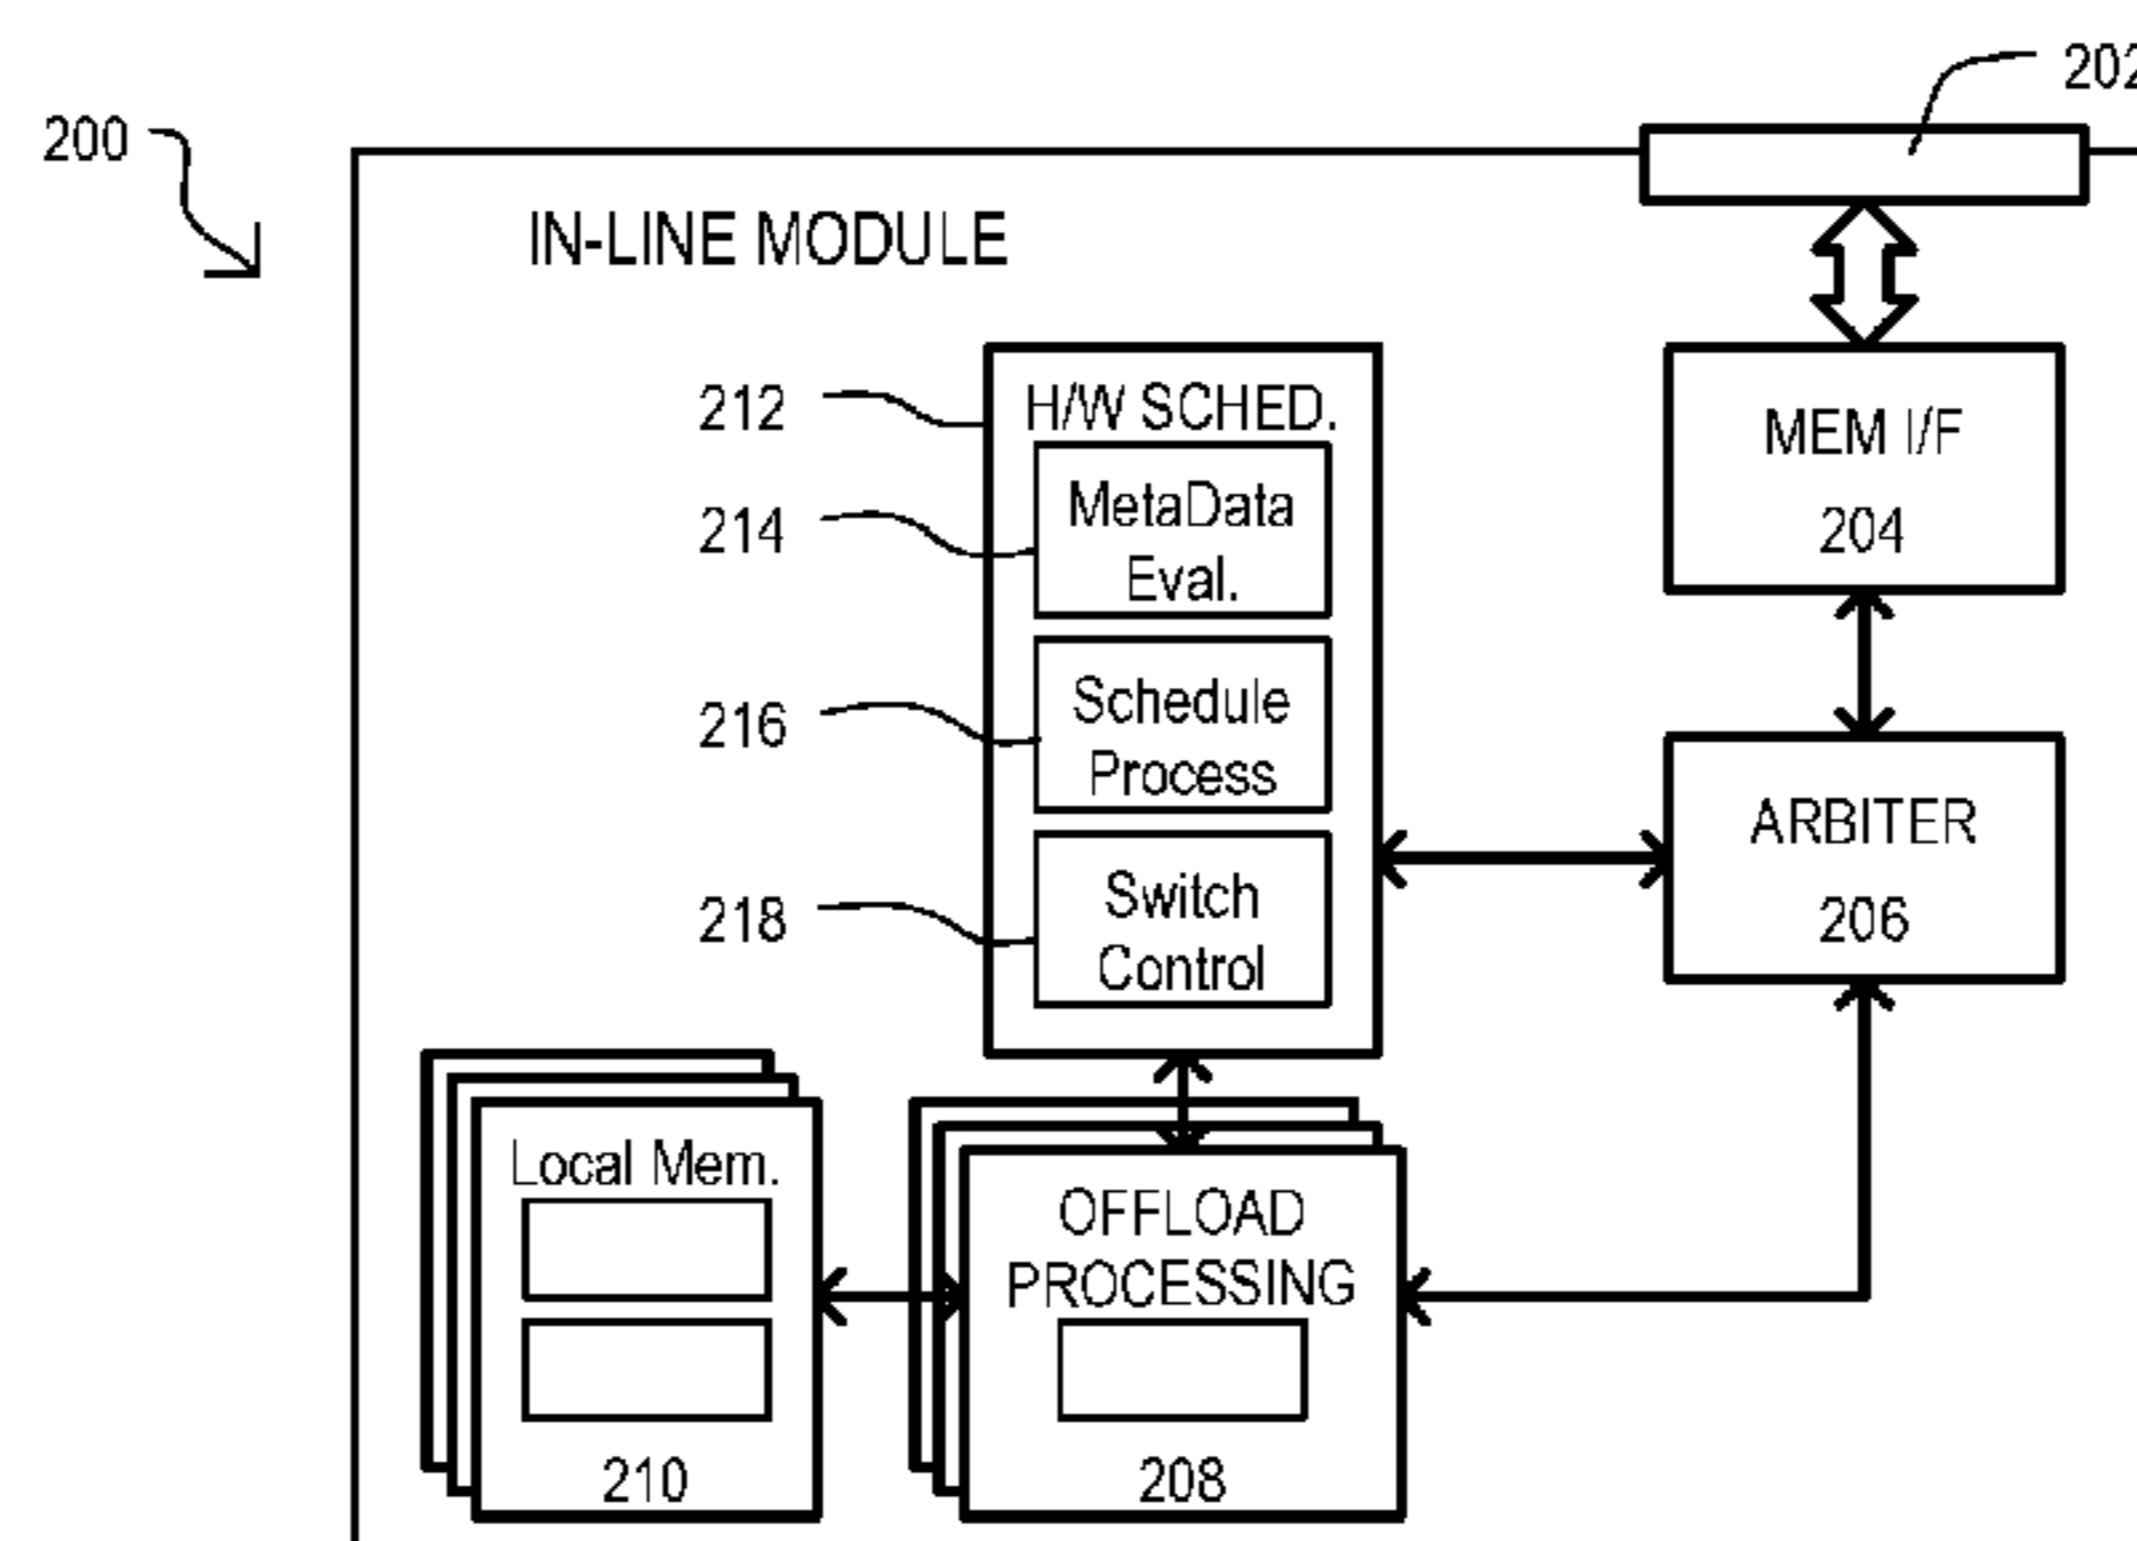 202
200
IN-LINE MODULE
212
H/W SCHED.
MEM I/F
204
214
MetaData
Eval.
216
Schedule
Process
218
Switch
Control
ARBITER
206
Local Mem.
210
OFFLOAD
PROCESSING
208